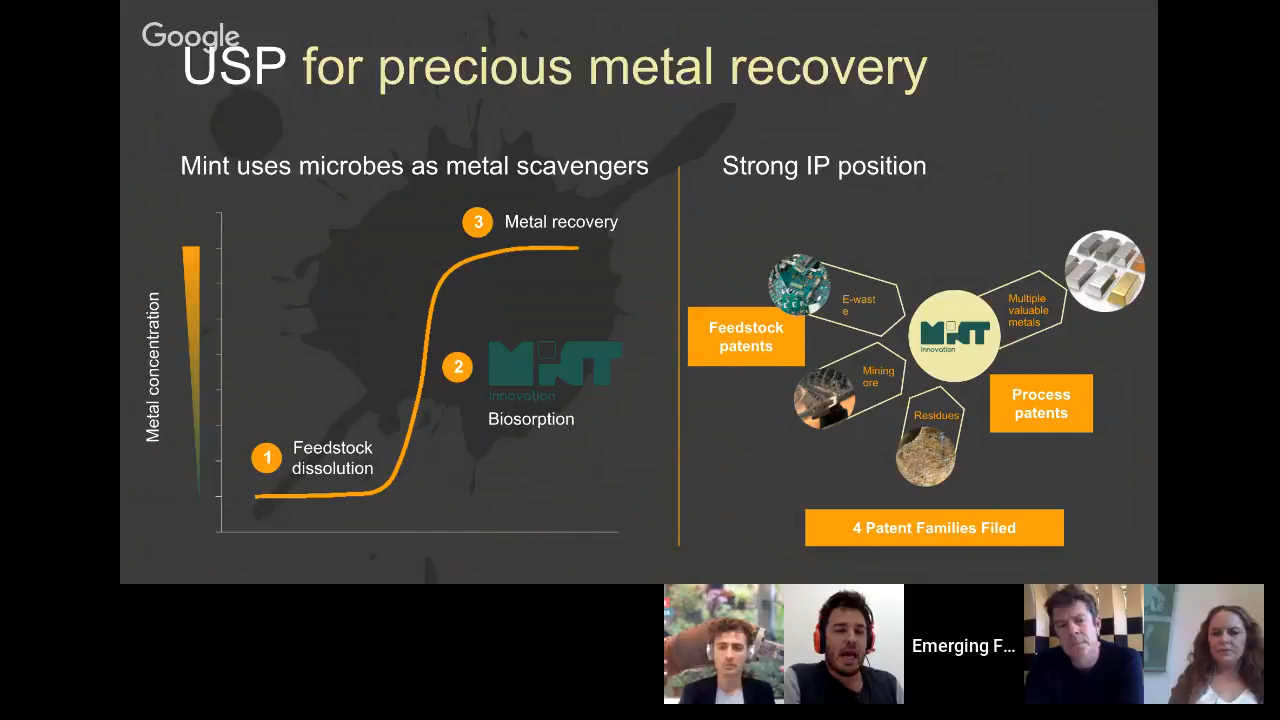 Google
USP for precious metal recovery
Mint uses microbes as metal scavengers
Strong IP position
Metal concentration
3
Metal recovery
2
MiNT
innovation
Biosorption
1
Feedstock
dissolution
E-wast
e
Feedstock
patents
Mining
ore
Residues
MiNT
innovation
Multiple
valuable
metals
Process
patents
4 Patent Families Filed
Emerging F...